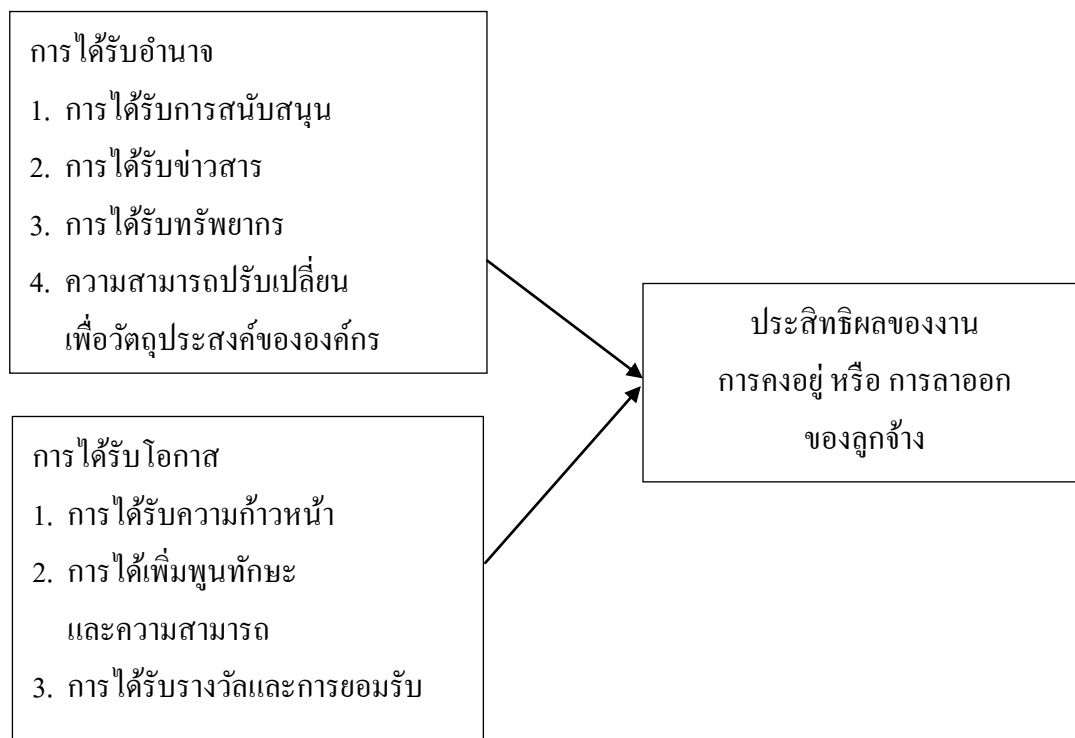 การได้รับอำนาจ
1. การได้รับการสนับสนุน
2. การได้รับข่าวสาร
3. การได้รับทรัพยากร
4. ความสามารถปรับเปลี่ยน
เพื่อวัตถุประสงค์ขององค์กร
ประสิทธิผลของงาน
การคงอยู่ หรือ การลาออก
ของลูกจ้าง
การได้รับโอกาส
1. การได้รับความก้าวหน้า
2. การได้เพิ่มพูนทักษะ
และความสามารถ
3. การได้รับรางวัลและการยอมรับ